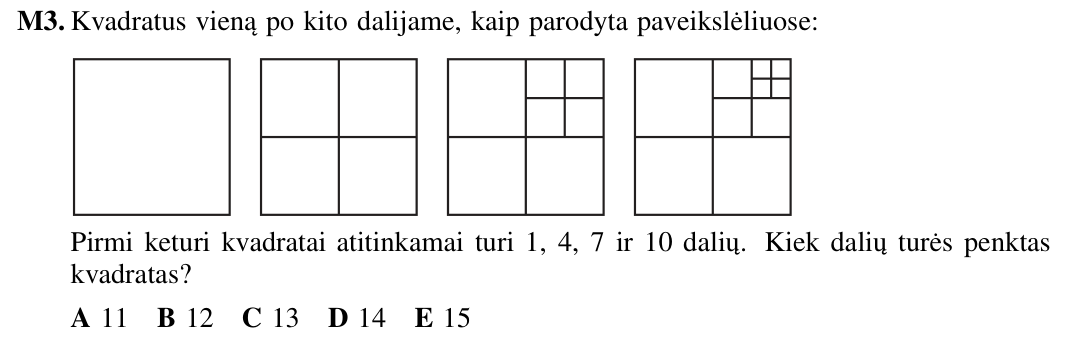 M3. Kvadratus vieną po kito dalijame, kaip parodyta paveikslėliuose:
Pirmi keturi kvadratai atitinkamai turi 1, 4, 7 ir 10 dalių. Kiek dalių turės penktas
kvadratas?
A 11 B 12 C 13 D 14 E 15